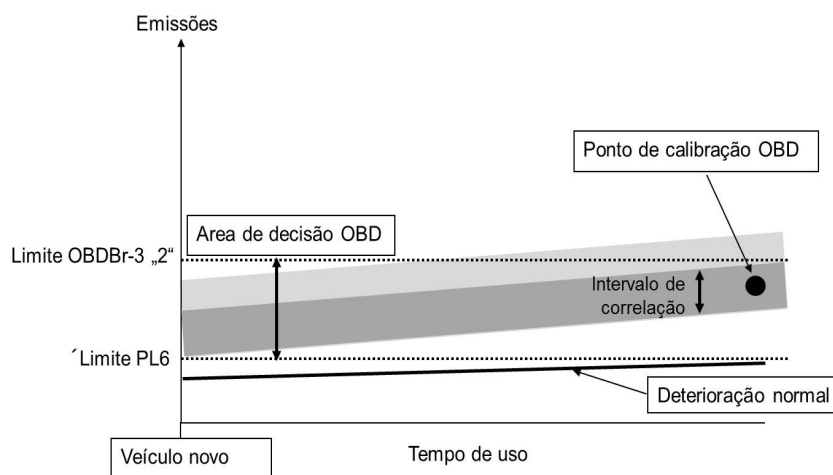 Emissões
Ponto de calibração OBD
Area de decisão OBD
Limite OBDBr-3 „2“
Intervalo de
correlação
´Limite PL6
Deterioração normal
Veículo novo
Tempo de uso